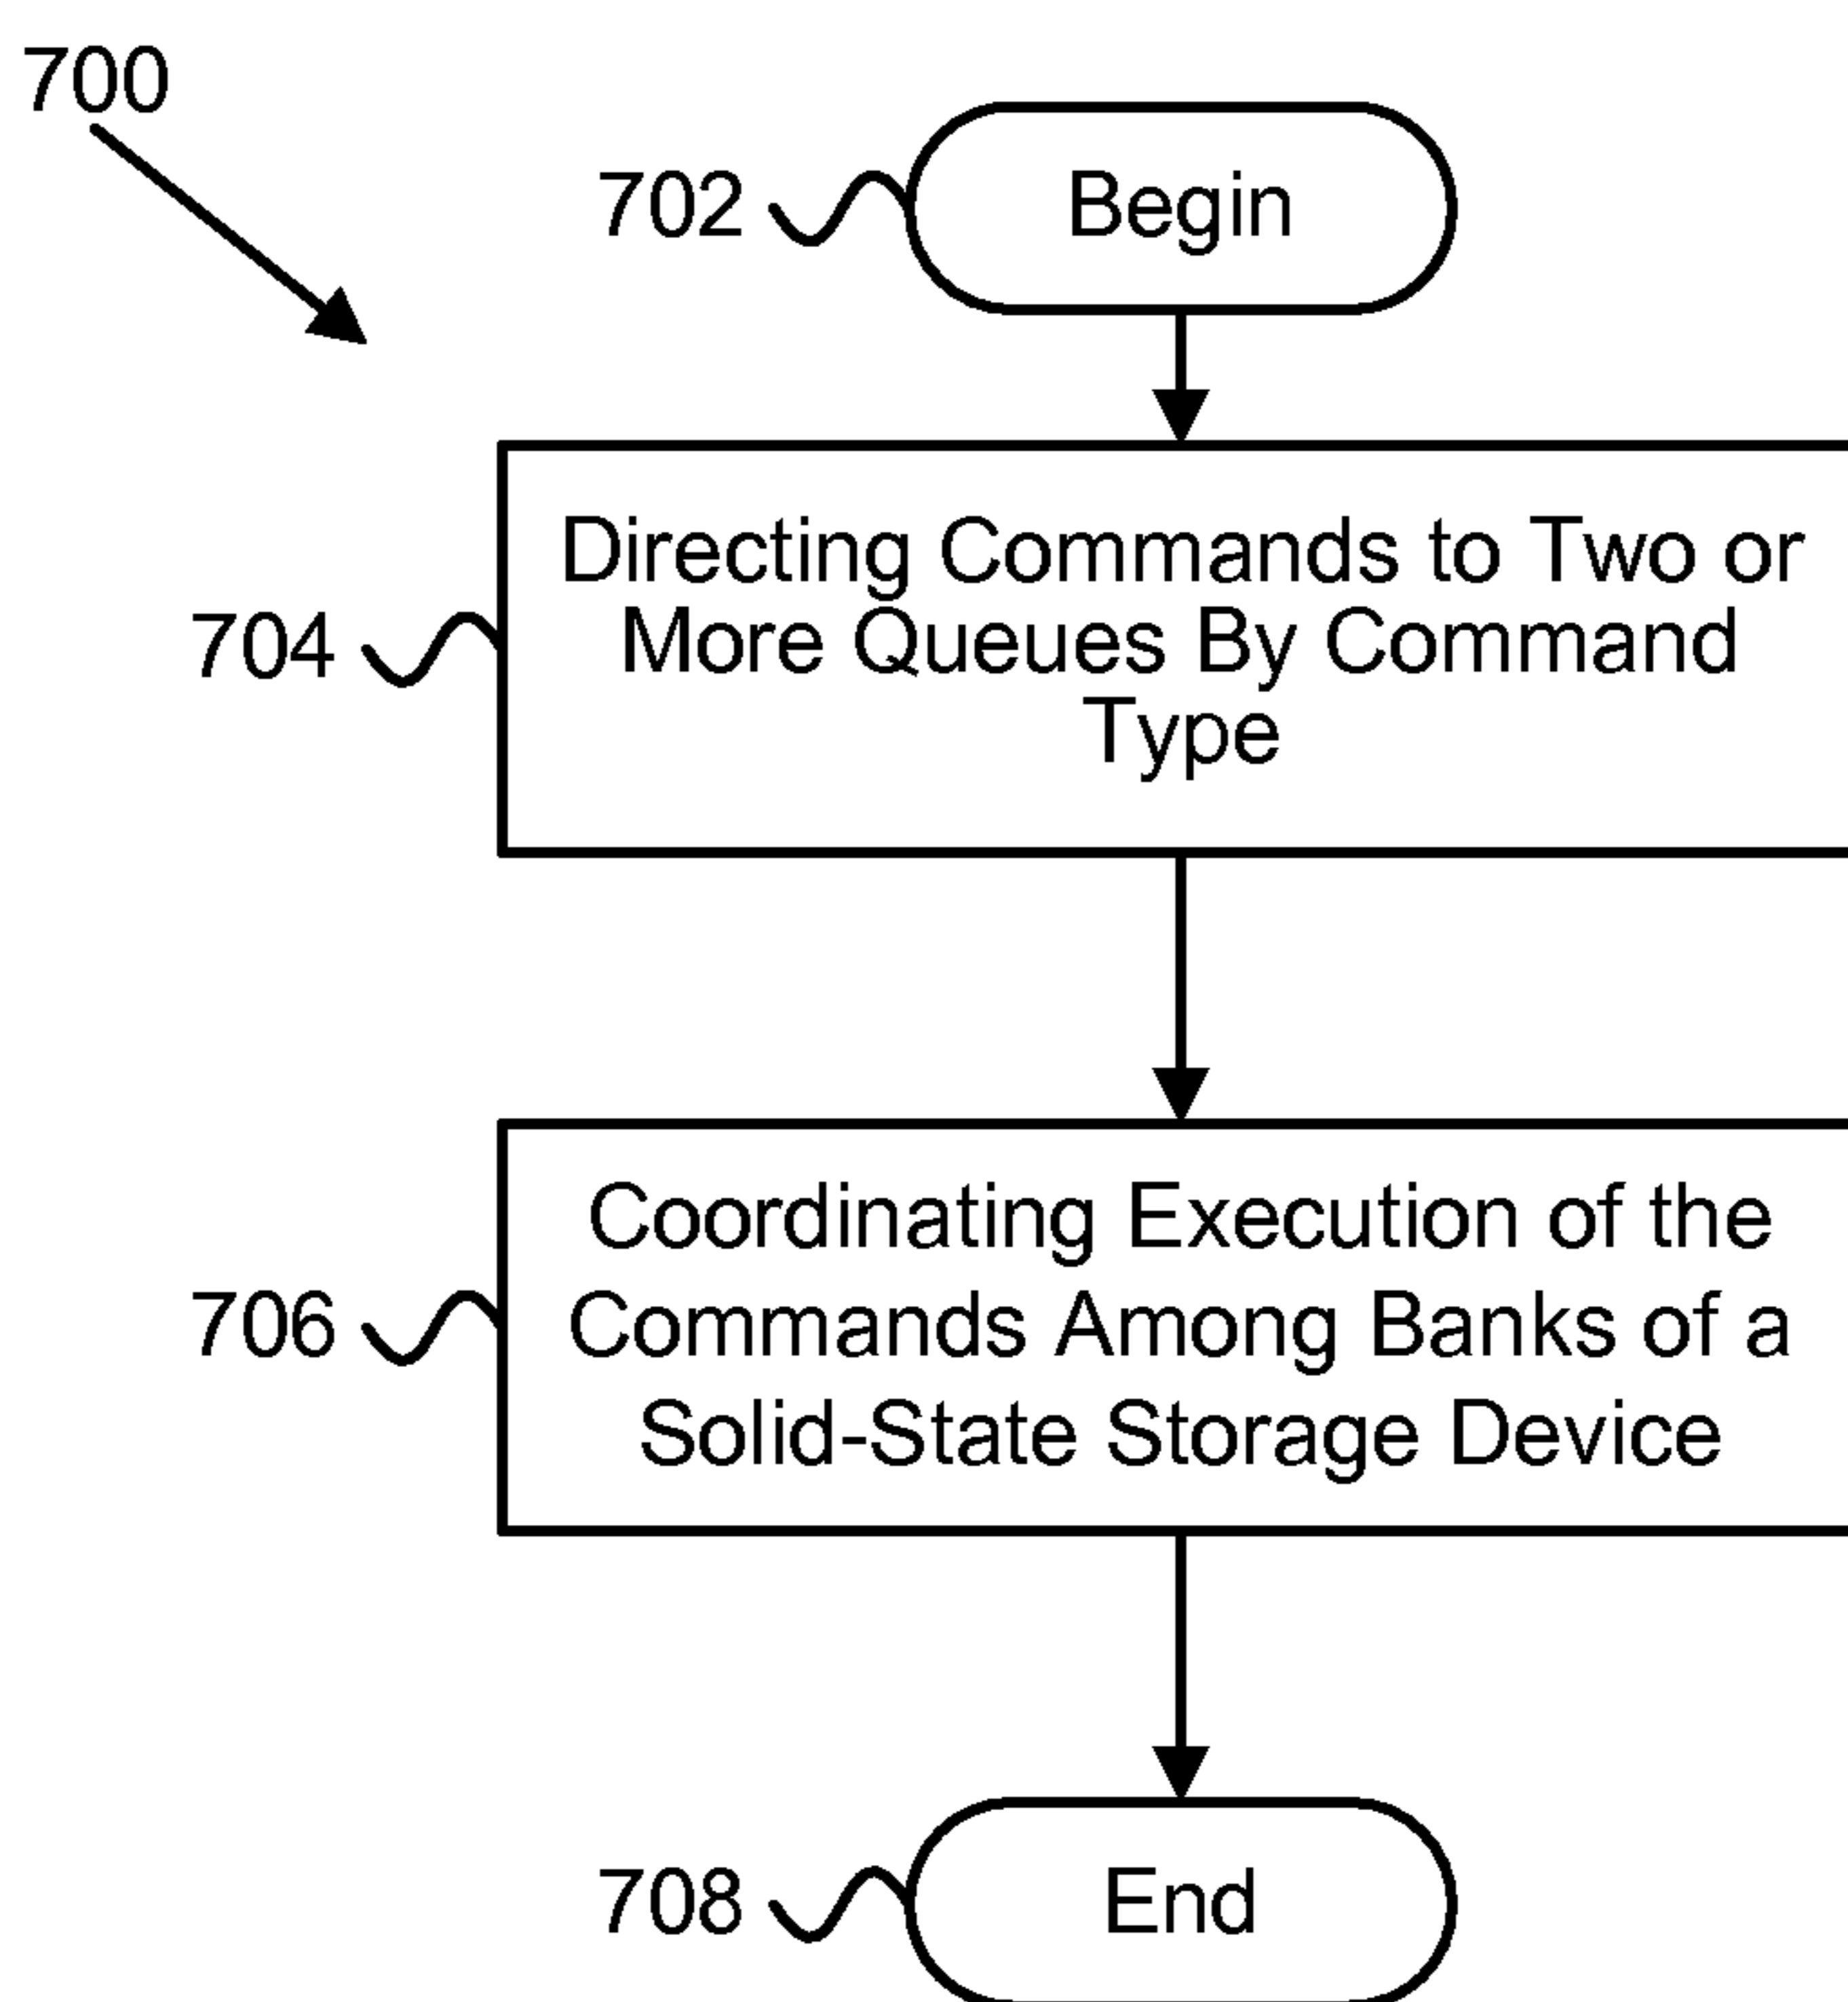 700
702
Begin
704
Directing Commands to Two or
More Queues By Command
Type
706
Coordinating Execution of the
Commands Among Banks of a
Solid-State Storage Device
708
End